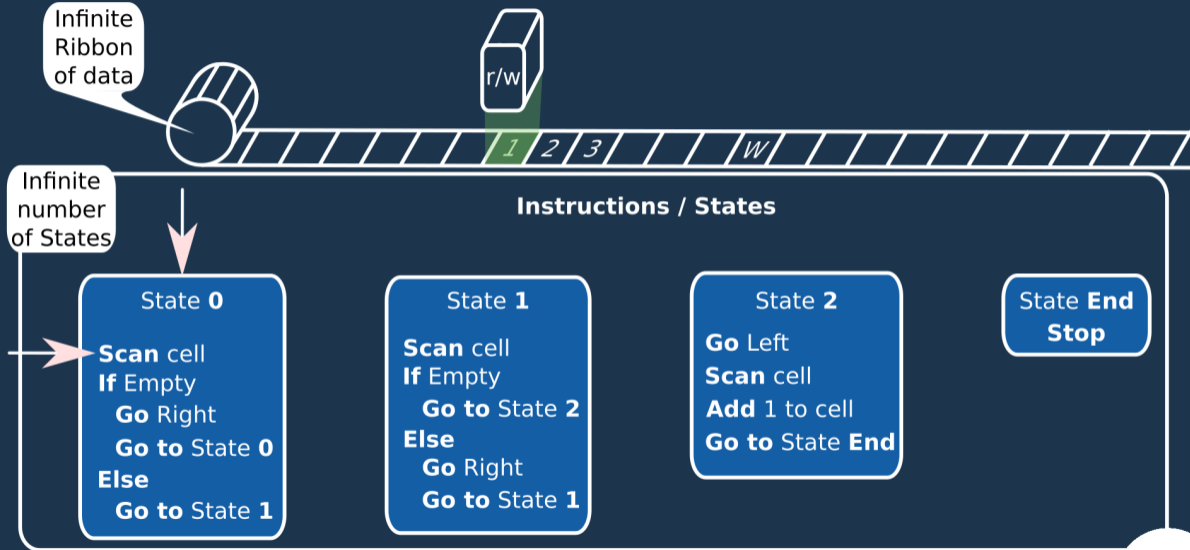 Infinite
Ribbon
of data
r/w
1 2 3 W
Infinite
number
of States
Instructions / States
State 0
Scan cell
If Empty
Go Right
Go to State 0
Else
Go to State 1
State 1
Scan cell
If Empty
Go to State 2
Else
Go Right
Go to State 1
State 2
Go Left
Scan cell
Add 1 to cell
Go to State End
State End
Stop